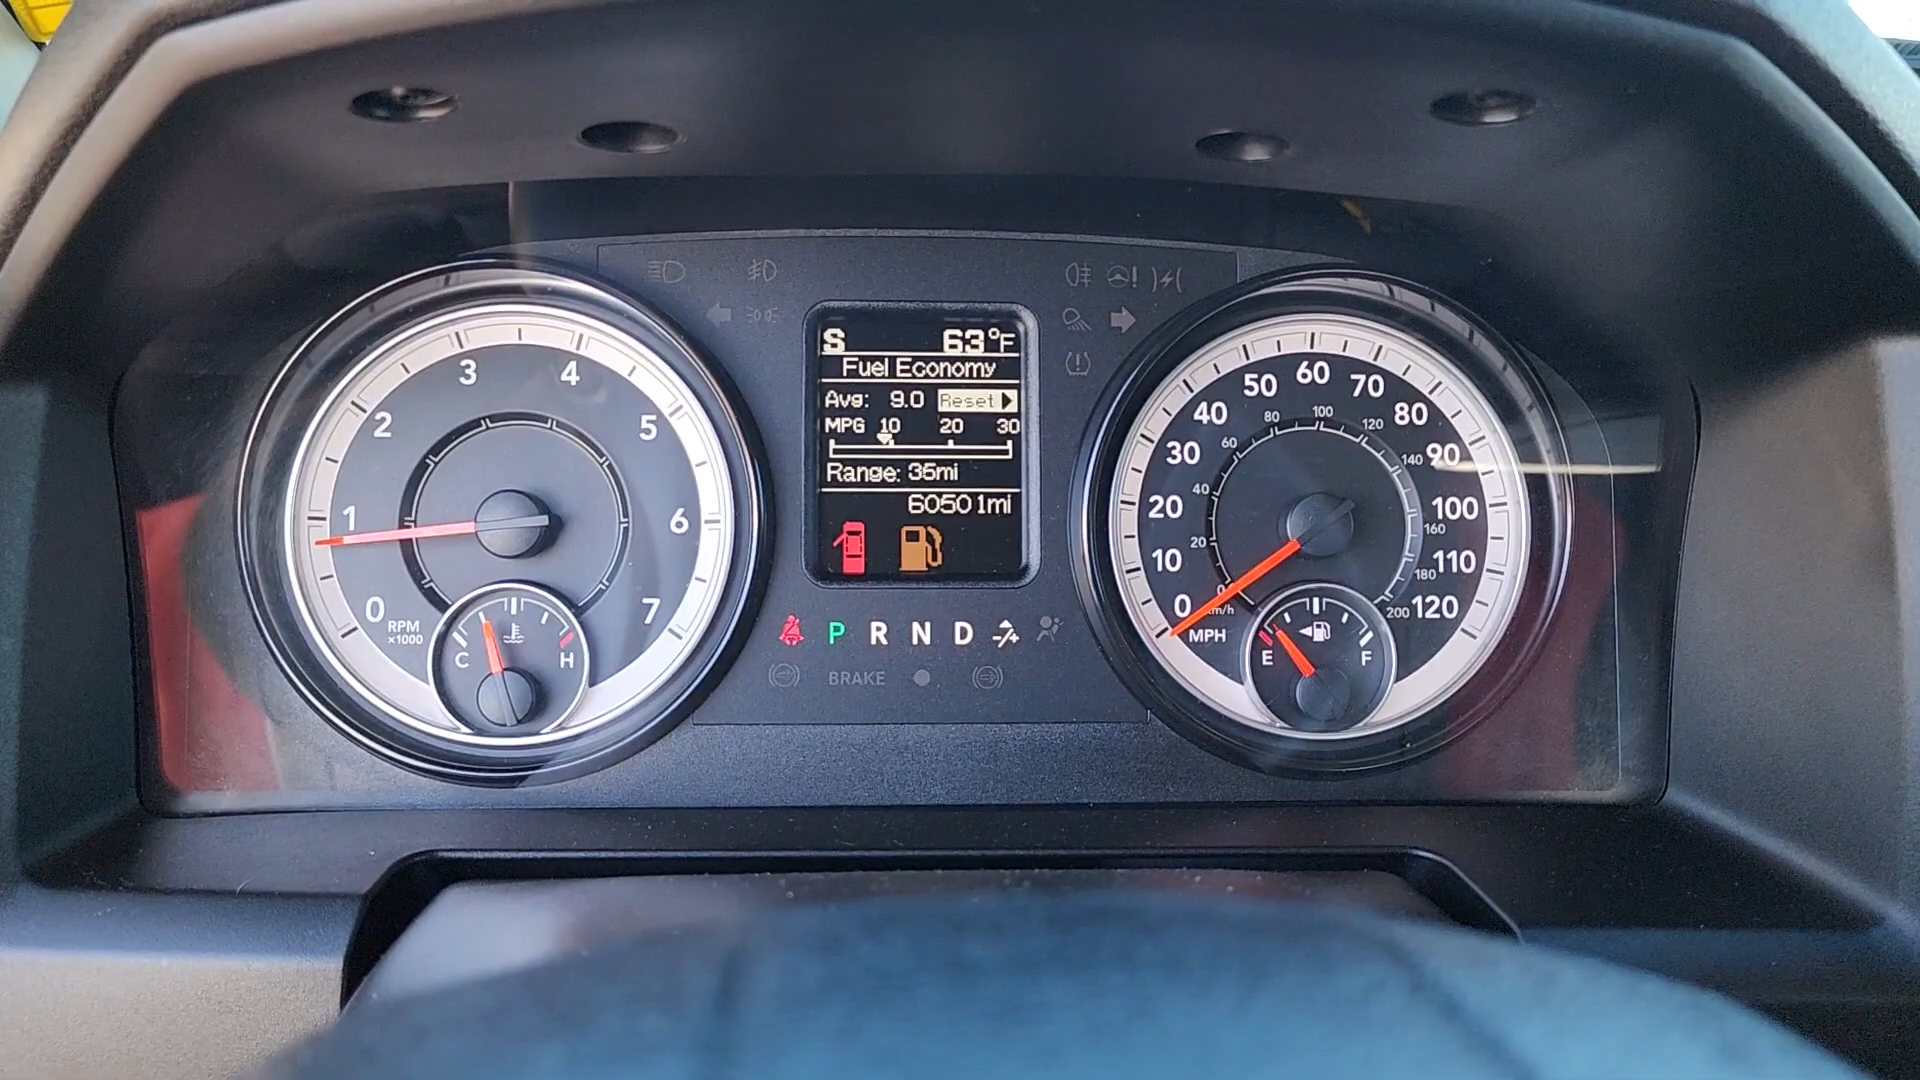 S 63°F
Fuel Economy
Avg: 9.0 Reset
MPG 10 20 30
Range: 35mi
60501mi
0 1 2 3 4 5 6 7
RPM
x1000
C H
P R N D -/+
BRAKE
0 10 20 30 40 50 60 70 80 90 100 110 120
MPH
0 20 40 60 80 100 120 140 160 180 200
km/h
E F